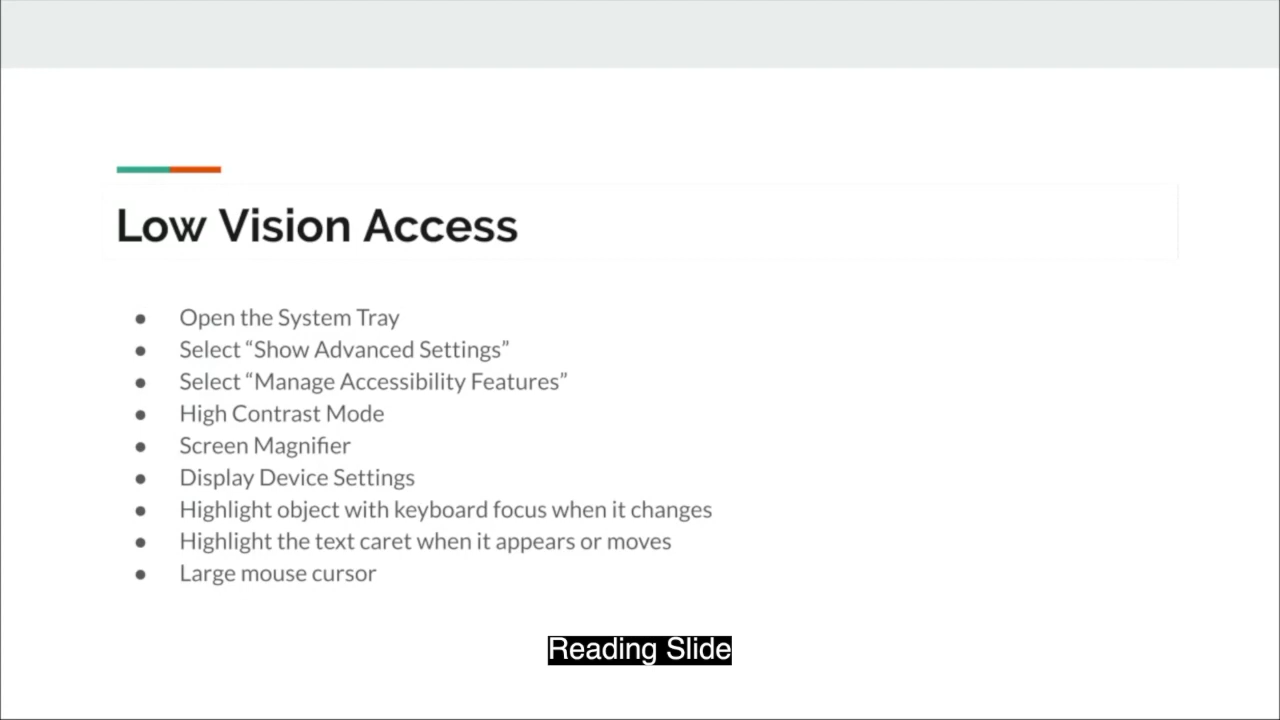 Low Vision Access
● Open the System Tray
● Select “Show Advanced Settings”
● Select “Manage Accessibility Features”
● High Contrast Mode
● Screen Magnifier
● Display Device Settings
● Highlight object with keyboard focus when it changes
● Highlight the text caret when it appears or moves
● Large mouse cursor
Reading Slide